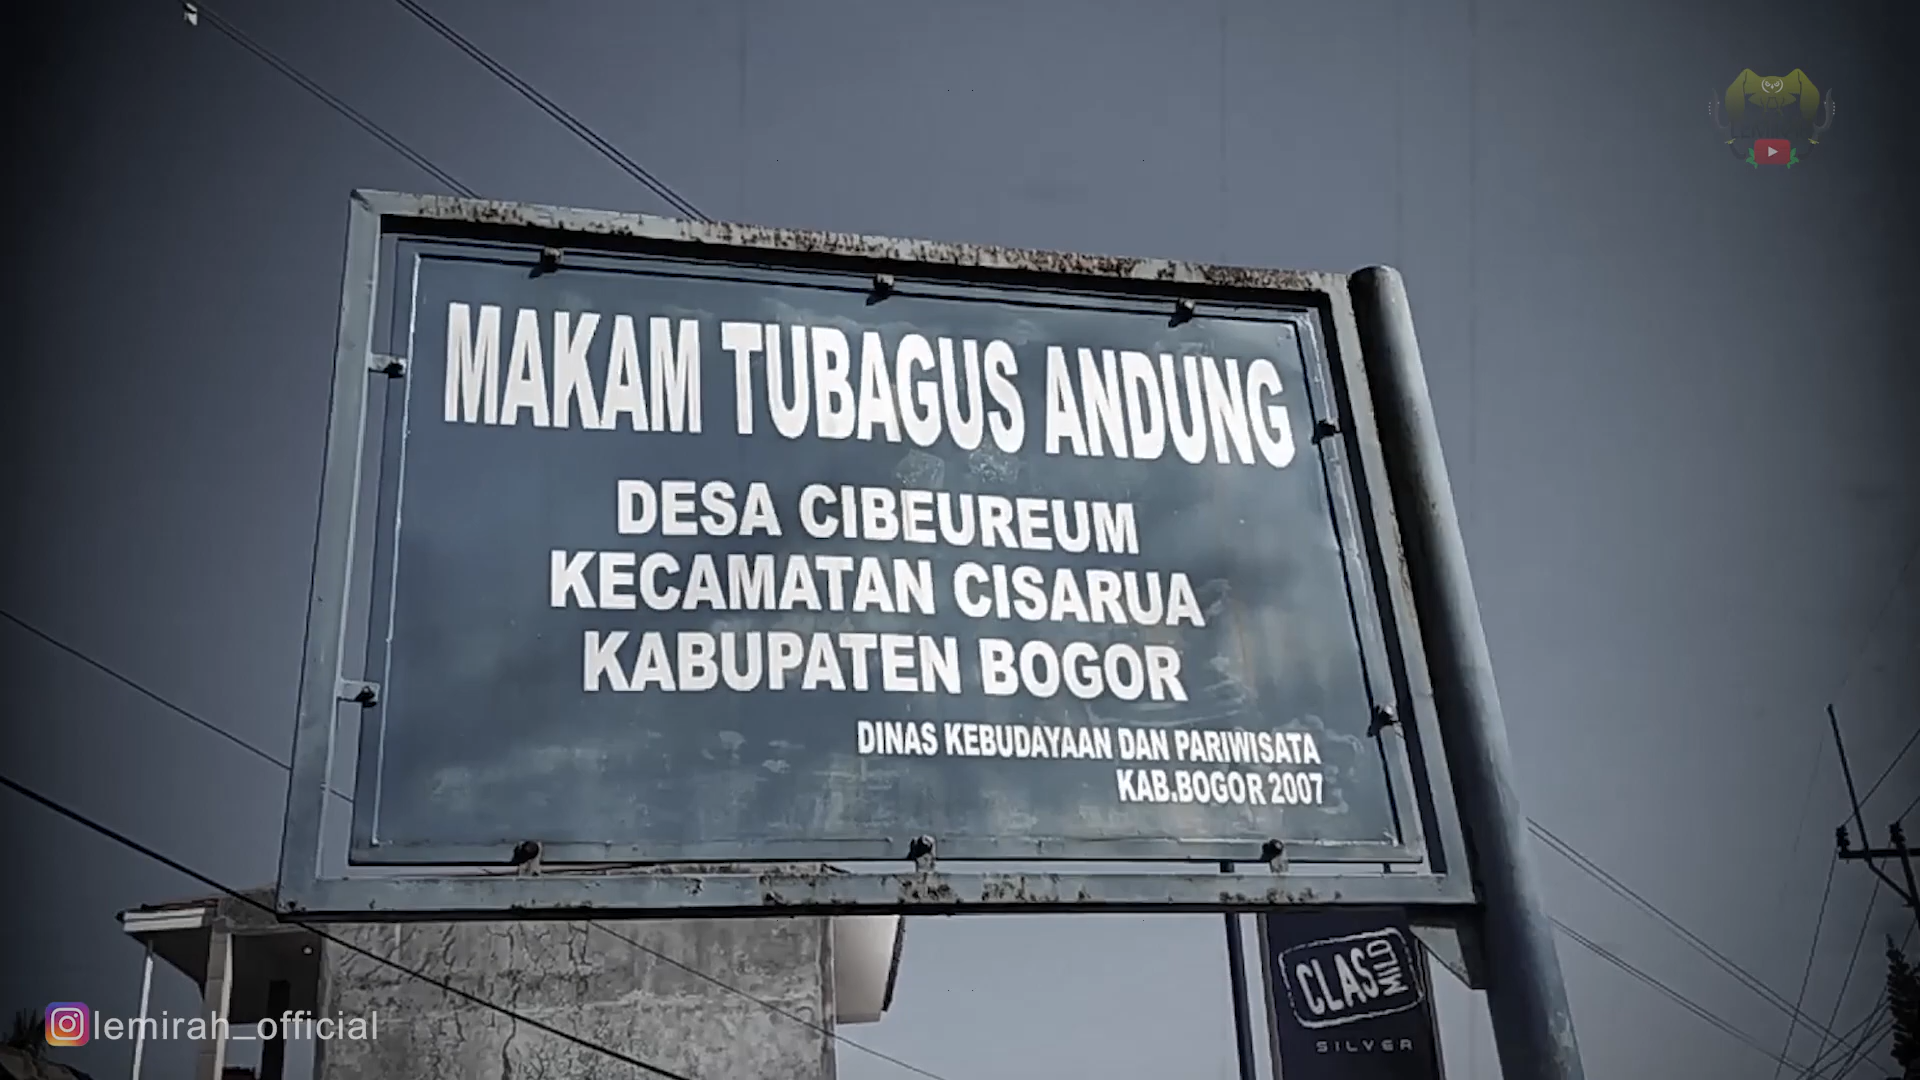 MAKAM TUBAGUS ANDUNG
DESA CIBEUREUM
KECAMATAN CISARUA
KABUPATEN BOGOR
DINAS KEBUDAYAAN DAN PARIWISATA
KAB.BOGOR 2007
CLAS MILD
SILVER
lemirah_official